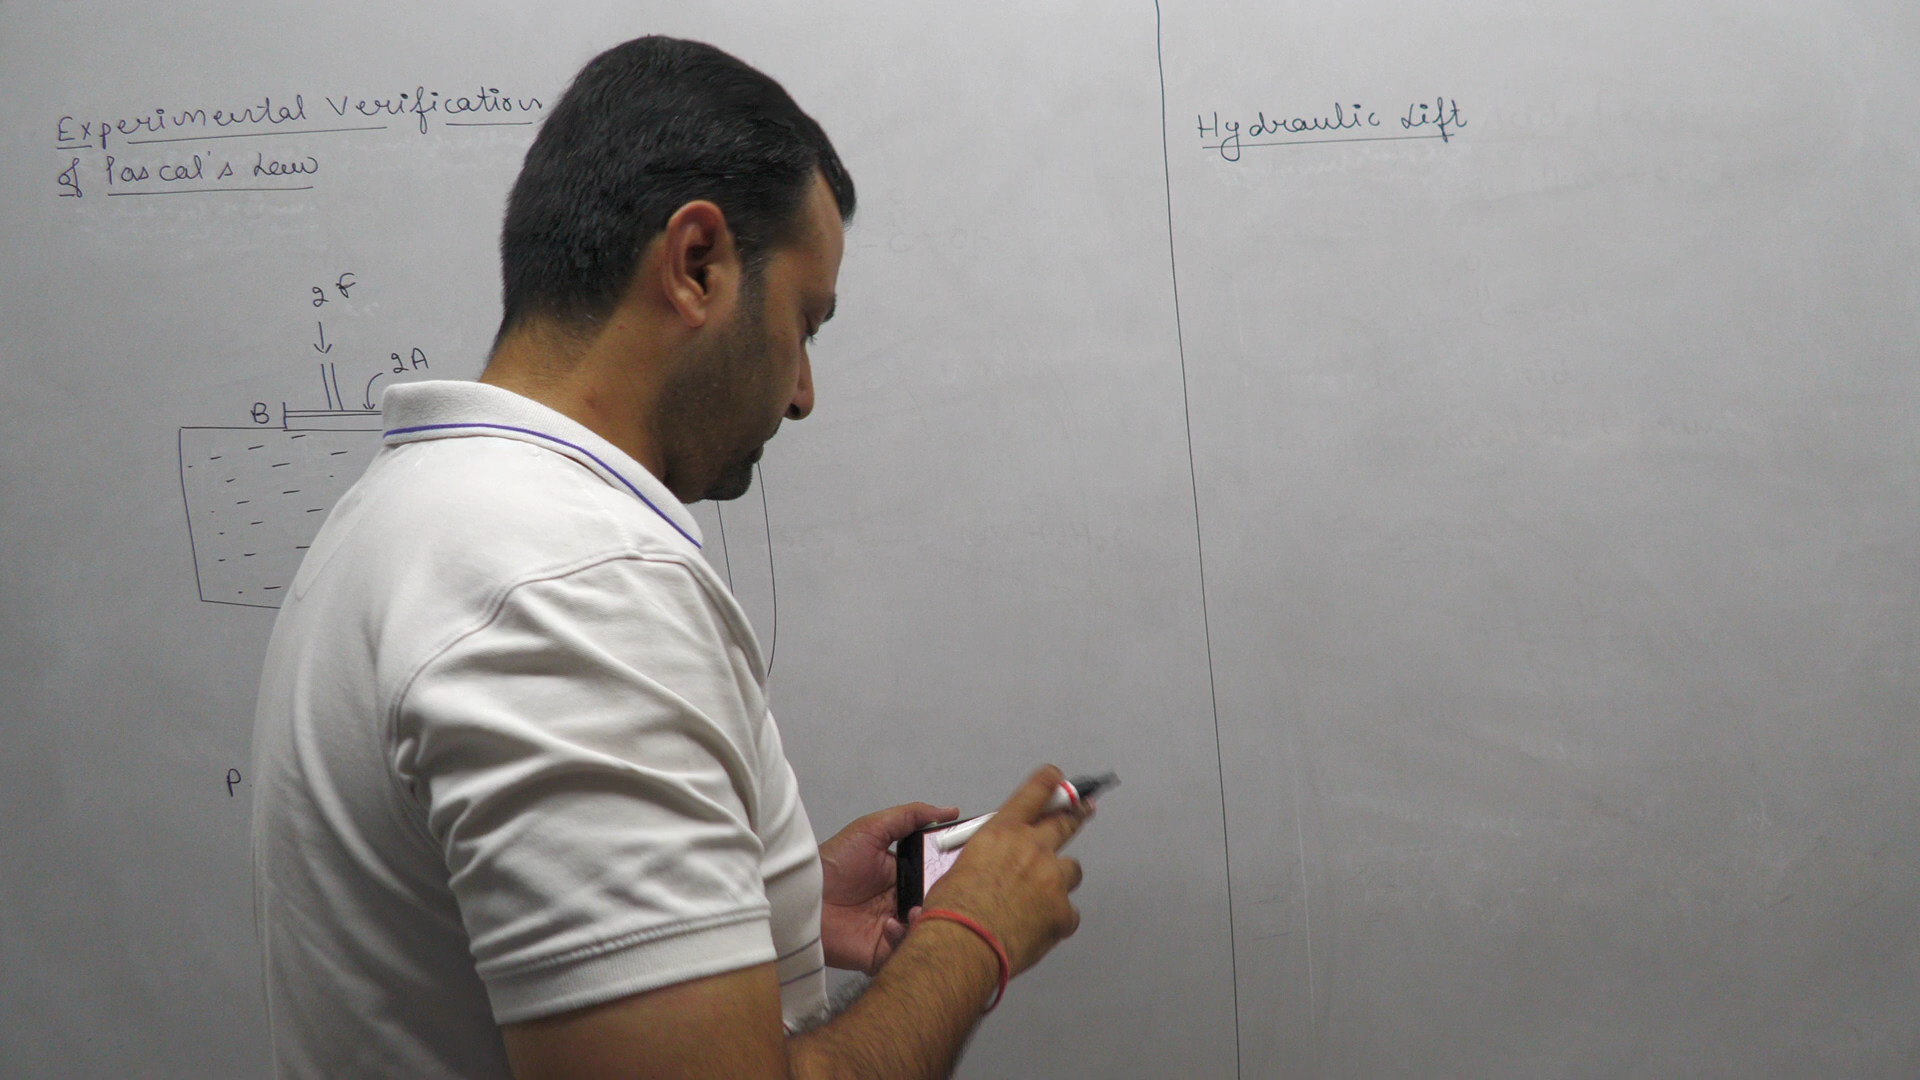 Experimental Verification
of Pascal's Law
2F
2A
B
P
Hydraulic Lift